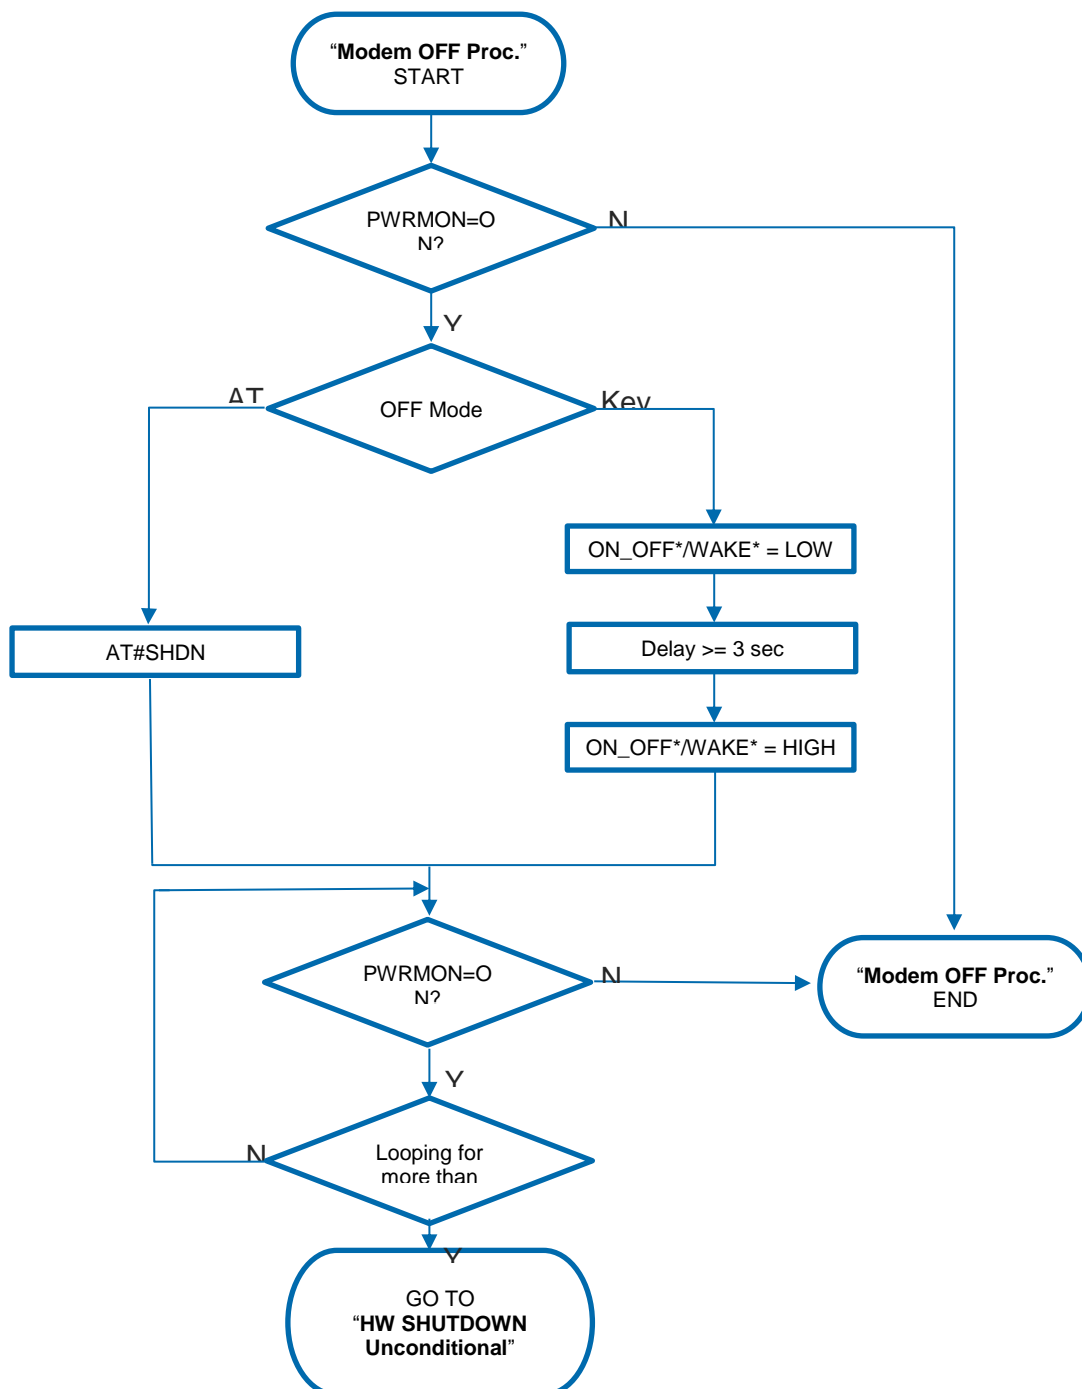 “Modem OFF Proc.”
START
PWRMON=O
N?
N
Y
OFF Mode
AT
Key
ON_OFF*/WAKE* = LOW
Delay >= 3 sec
AT#SHDN
ON_OFF*/WAKE* = HIGH
PWRMON=O
N?
N
“Modem OFF Proc.”
END
Y
Looping for
more than
N
Y
GO TO
“HW SHUTDOWN
Unconditional”